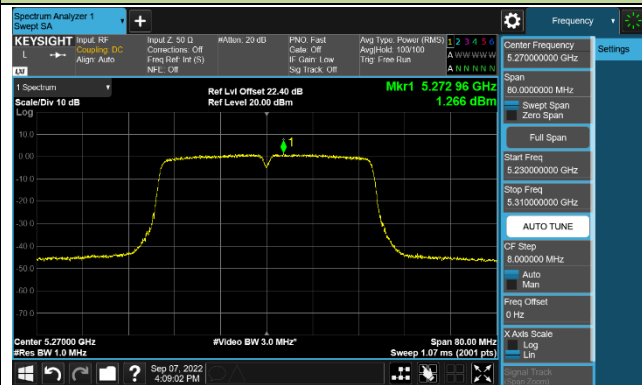 Spectrum Analyzer 1
Swept SA
Frequency
KEYSIGHT
Input: RF
Coupling: DC
Align: Auto
Input Z: 50 Ω
Corrections: Off
Freq Ref: Int (S)
NFE: Off
#Atten: 20 dB
PNO: Fast
Gate: Off
IF Gain: Low
Sig Track: Off
Avg Type: Power (RMS)
Avg|Hold: 100/100
Trig: Free Run
1 2 3 4 5 6
A W W W W W
A N N N N N
L
LXI
1 Spectrum
Scale/Div 10 dB
Log
Ref Lvl Offset 22.40 dB
Ref Level 20.00 dBm
Mkr1 5.272 96 GHz
1.266 dBm
1
10.0
0.00
-10.0
-20.0
-30.0
-40.0
-50.0
-60.0
-70.0
Center 5.27000 GHz
#Res BW 1.0 MHz
#Video BW 3.0 MHz*
Span 80.00 MHz
Sweep 1.07 ms (2001 pts)
Sep 07, 2022
4:09:02 PM
Center Frequency
5.270000000 GHz
Settings
Span
80.0000000 MHz
Swept Span
Zero Span
Full Span
Start Freq
5.230000000 GHz
Stop Freq
5.310000000 GHz
AUTO TUNE
CF Step
8.000000 MHz
Auto
Man
Freq Offset
0 Hz
X Axis Scale
Log
Lin
Signal Track
(Span Zoom)